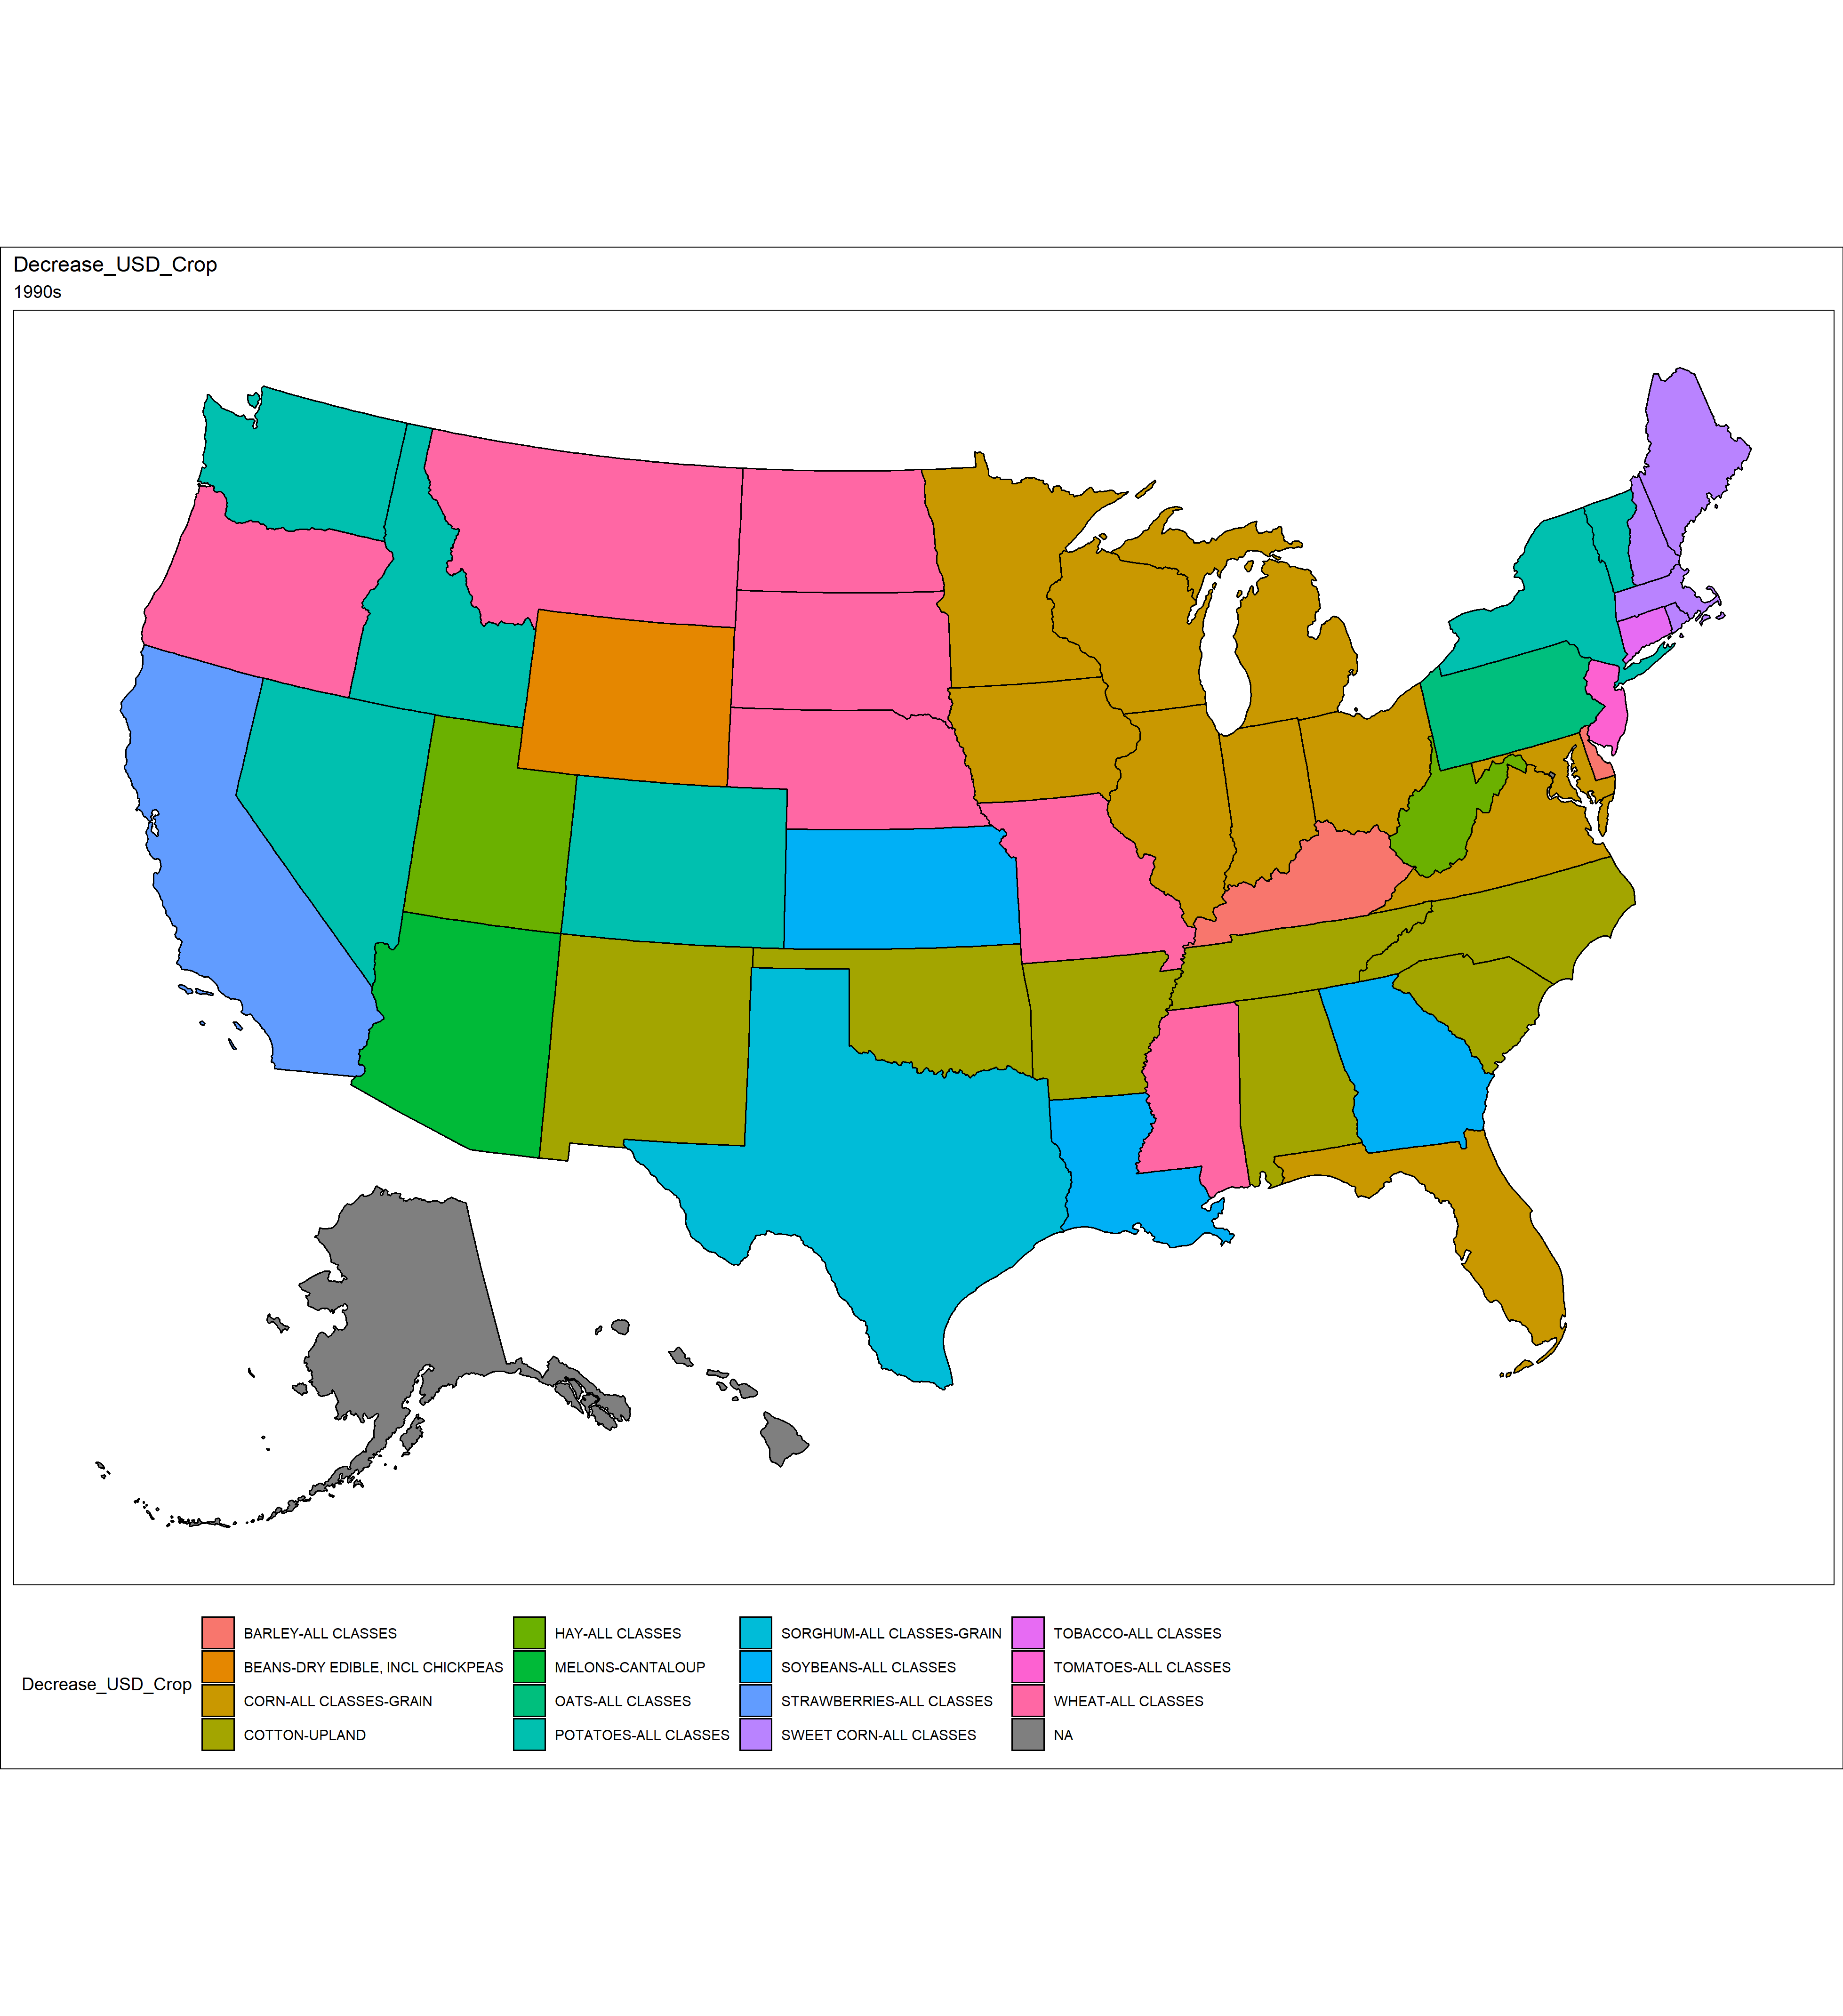 Decrease_USD_Crop
1990s
Decrease_USD_Crop
BARLEY-ALL CLASSES
BEANS-DRY EDIBLE, INCL CHICKPEAS
CORN-ALL CLASSES-GRAIN
COTTON-UPLAND
HAY-ALL CLASSES
MELONS-CANTALOUP
OATS-ALL CLASSES
POTATOES-ALL CLASSES
SORGHUM-ALL CLASSES-GRAIN
SOYBEANS-ALL CLASSES
STRAWBERRIES-ALL CLASSES
SWEET CORN-ALL CLASSES
TOBACCO-ALL CLASSES
TOMATOES-ALL CLASSES
WHEAT-ALL CLASSES
NA